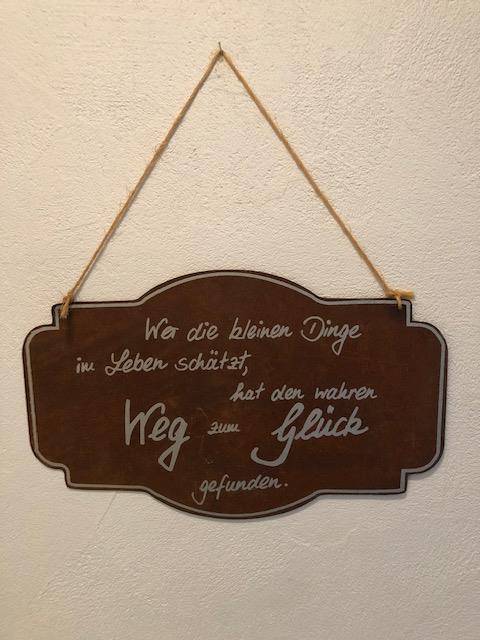 Wer die kleinen Dinge
im Leben schätzt,
hat den wahren
Weg zum Glück
gefunden.